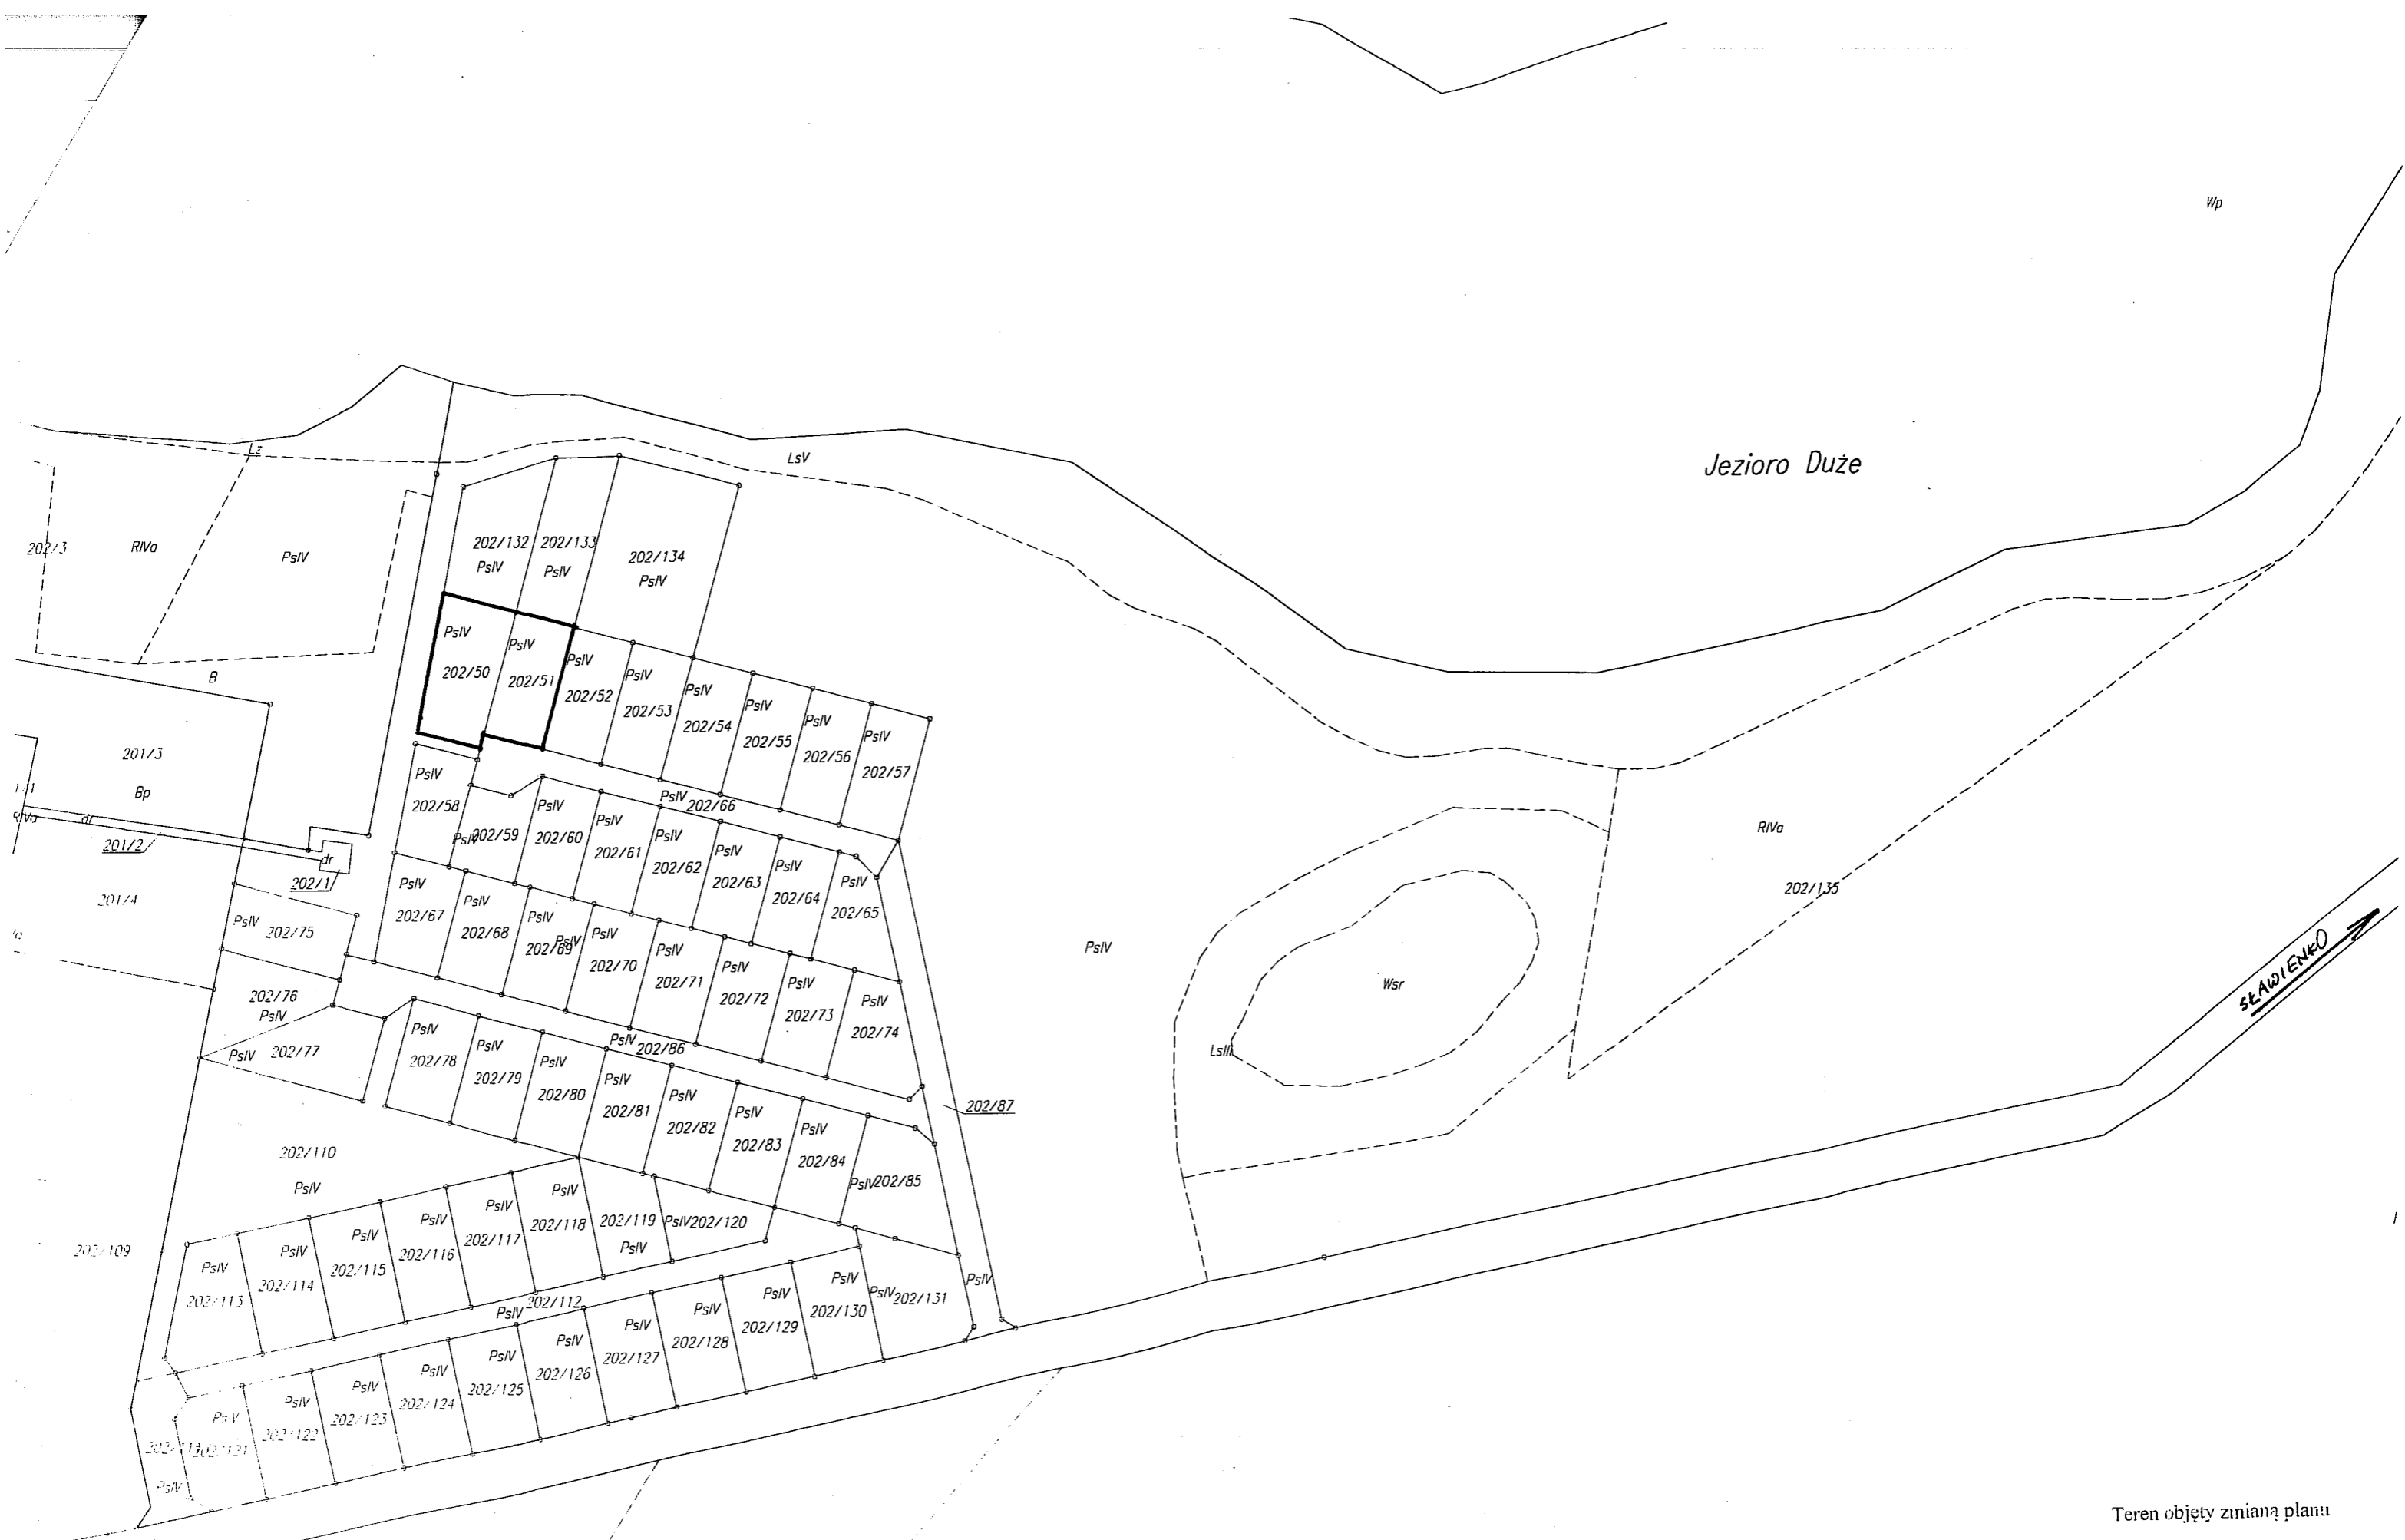 Wp
Jezioro Duże
Lz
LsV
202/3
RIVa
PsIV
202/132
PsIV
202/133
PsIV
202/134
PsIV
PsIV
202/50
PsIV
202/51
PsIV
202/52
PsIV
202/53
PsIV
202/54
PsIV
202/55
PsIV
202/56
PsIV
202/57
B
201/3
Bp
dr
201/2
dr
202/1
201/4
PsIV
202/58
PsIV
202/59
PsIV
202/60
PsIV
202/61
PsIV
202/66
PsIV
202/62
PsIV
202/63
PsIV
202/64
PsIV
202/65
PsIV
202/67
PsIV
202/68
PsIV
202/69
PsIV
PsIV
202/70
PsIV
202/71
PsIV
202/72
PsIV
202/73
PsIV
202/74
PsIV
202/75
202/76
PsIV
PsIV
202/77
PsIV
202/78
PsIV
202/79
PsIV
202/80
PsIV
202/86
PsIV
202/81
PsIV
202/82
PsIV
202/83
PsIV
202/84
PsIV
202/85
202/87
PsIV
RIVa
202/135
Wsr
LsIII
SŁAWIENKO
202/110
PsIV
202/109
PsIV
202/113
PsIV
202/114
PsIV
202/115
PsIV
202/116
PsIV
202/117
PsIV
202/118
202/119
PsIV
PsIV
202/120
PsIV
202/112
PsIV
202/121
PsIV
202/122
PsIV
202/123
PsIV
202/124
PsIV
202/125
PsIV
202/126
PsIV
202/127
PsIV
202/128
PsIV
202/129
PsIV
202/130
PsIV
202/131
PsIV
PsIV
Teren objęty zmianą planu